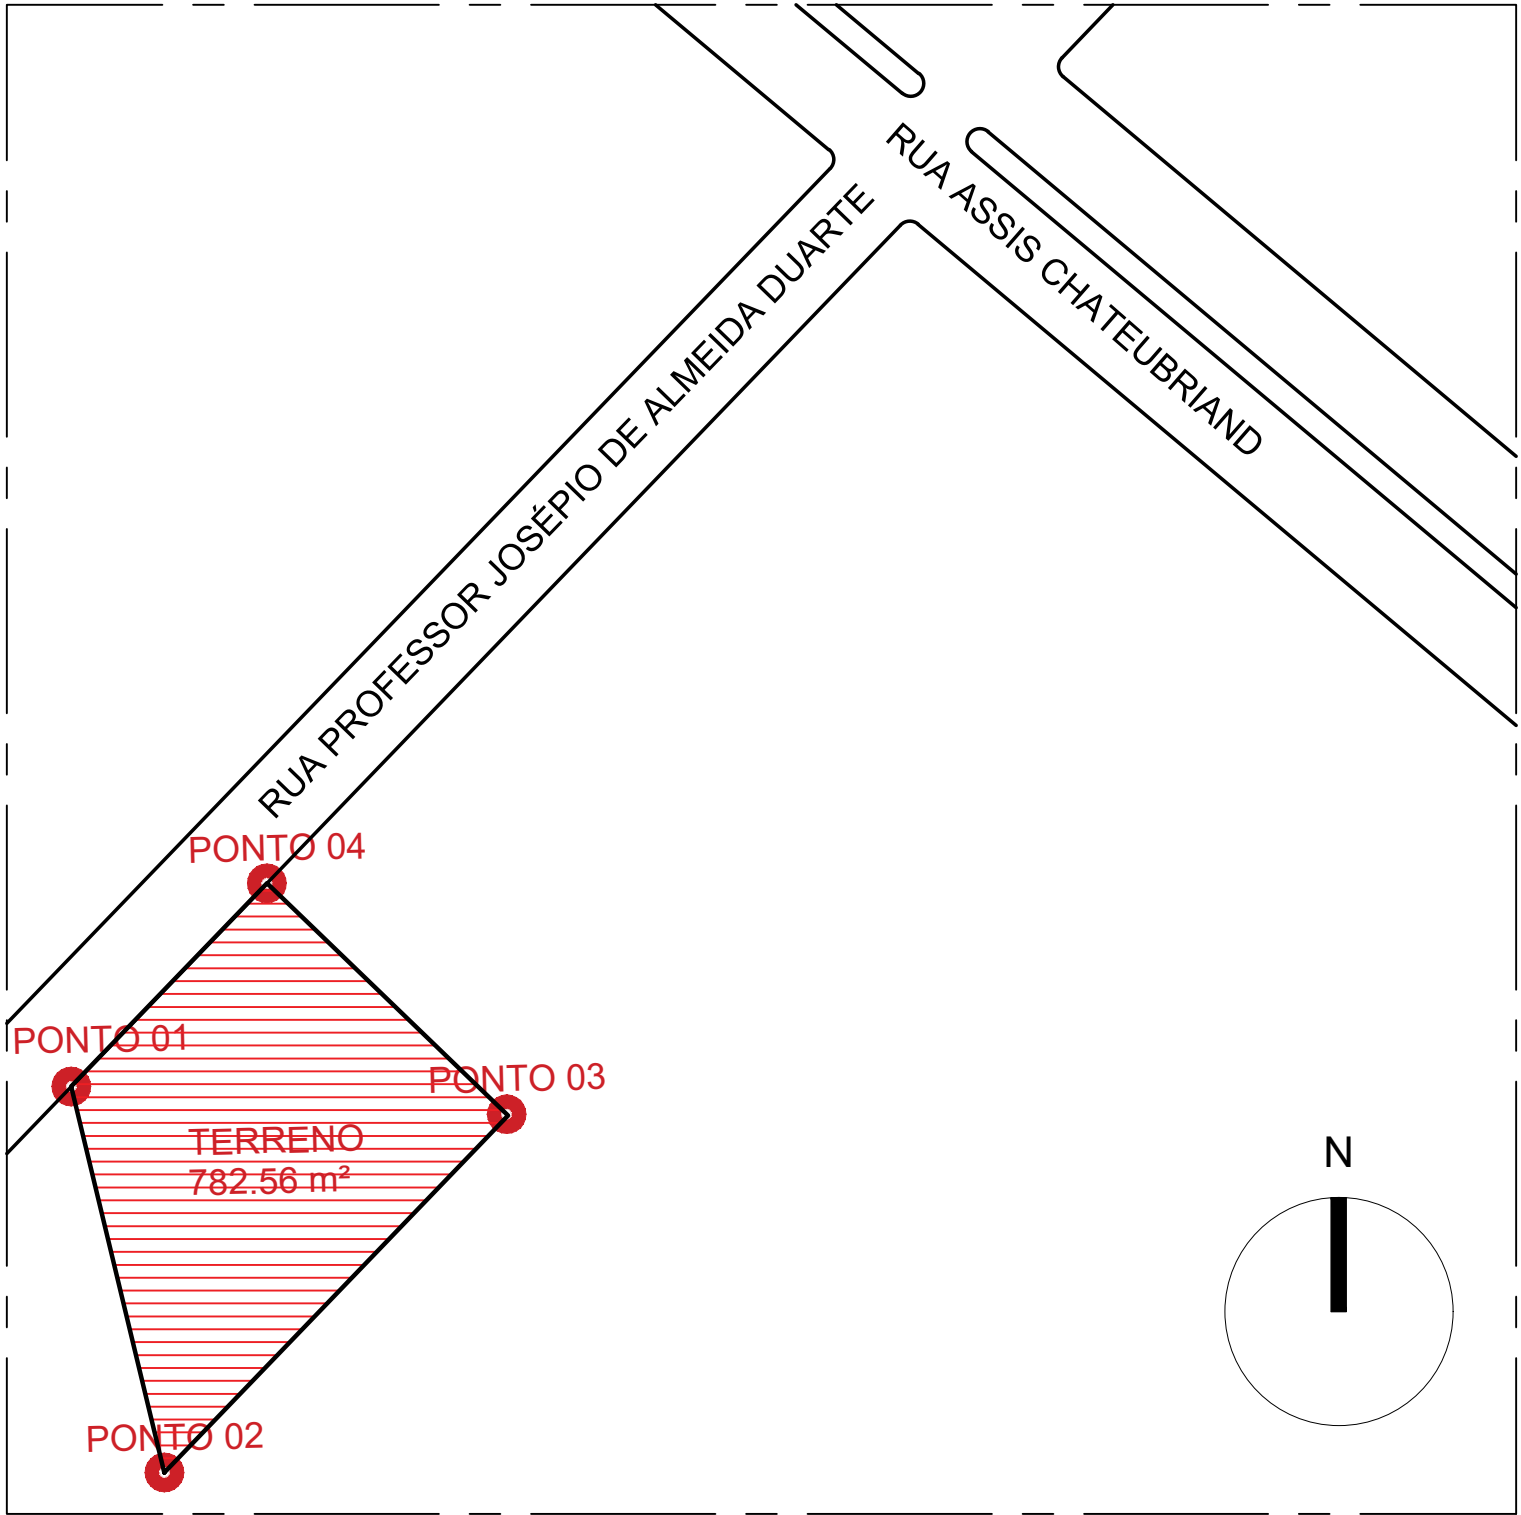 RUA ASSIS CHATEUBRIAND
RUA PROFESSOR JOSÉPIO DE ALMEIDA DUARTE
PONTO 04
PONTO 01
PONTO 03
TERRENO
782.56 m²
N
PONTO 02